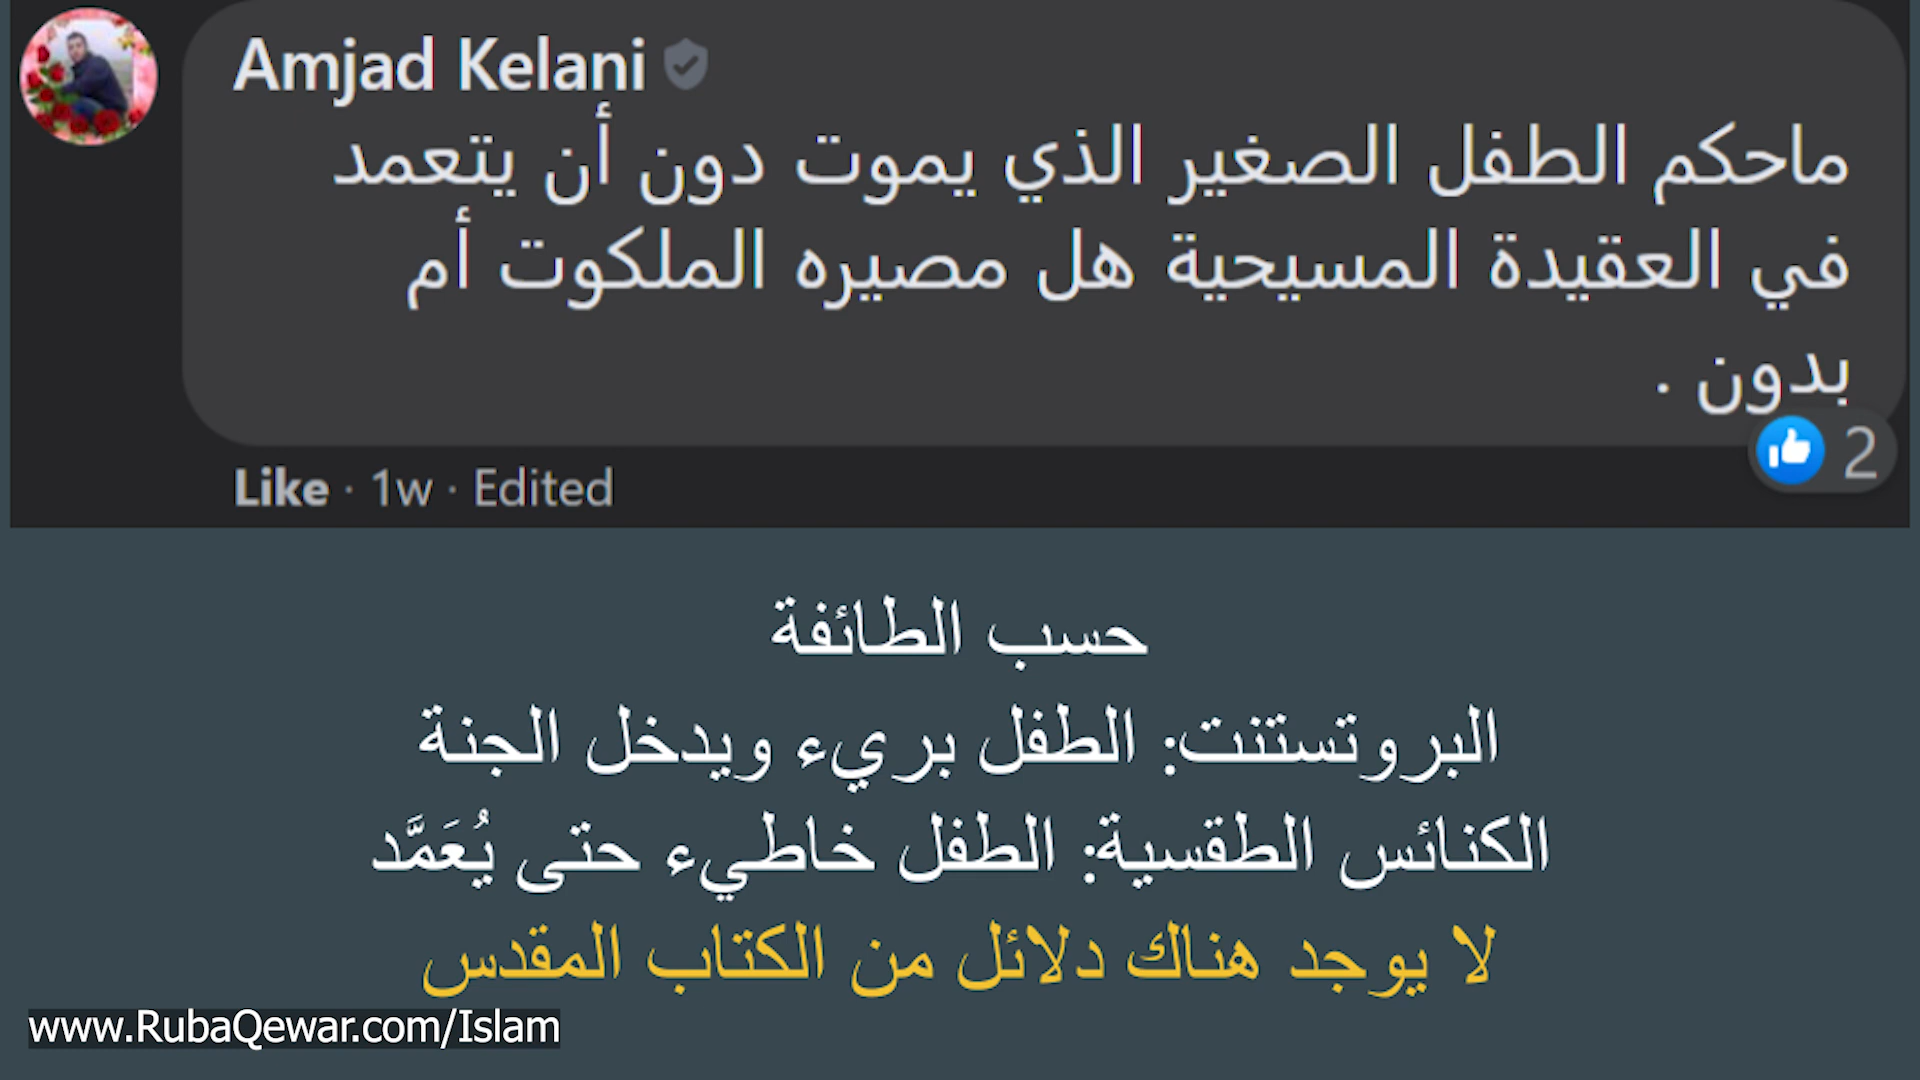 Amjad Kelani
ماحكم الطفل الصغير الذي يموت دون أن يتعمد
في العقيدة المسيحية هل مصيره الملكوت أم
بدون .
2
Like · 1w · Edited
حسب الطائفة
البروتستنت: الطفل بريء ويدخل الجنة
الكنائس الطقسية: الطفل خاطيء حتى يُعَمَّد
لا يوجد هناك دلائل من الكتاب المقدس
www.RubaQewar.com/Islam